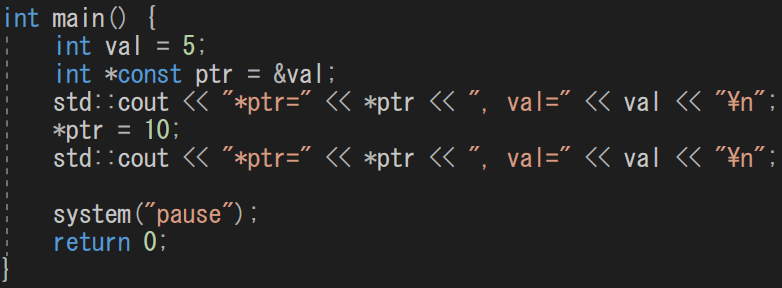 int main() {
    int val = 5;
    int *const ptr = &val;
    std::cout << "*ptr=" << *ptr << ", val=" << val << "¥n";
    *ptr = 10;
    std::cout << "*ptr=" << *ptr << ", val=" << val << "¥n";

    system("pause");
    return 0;
}